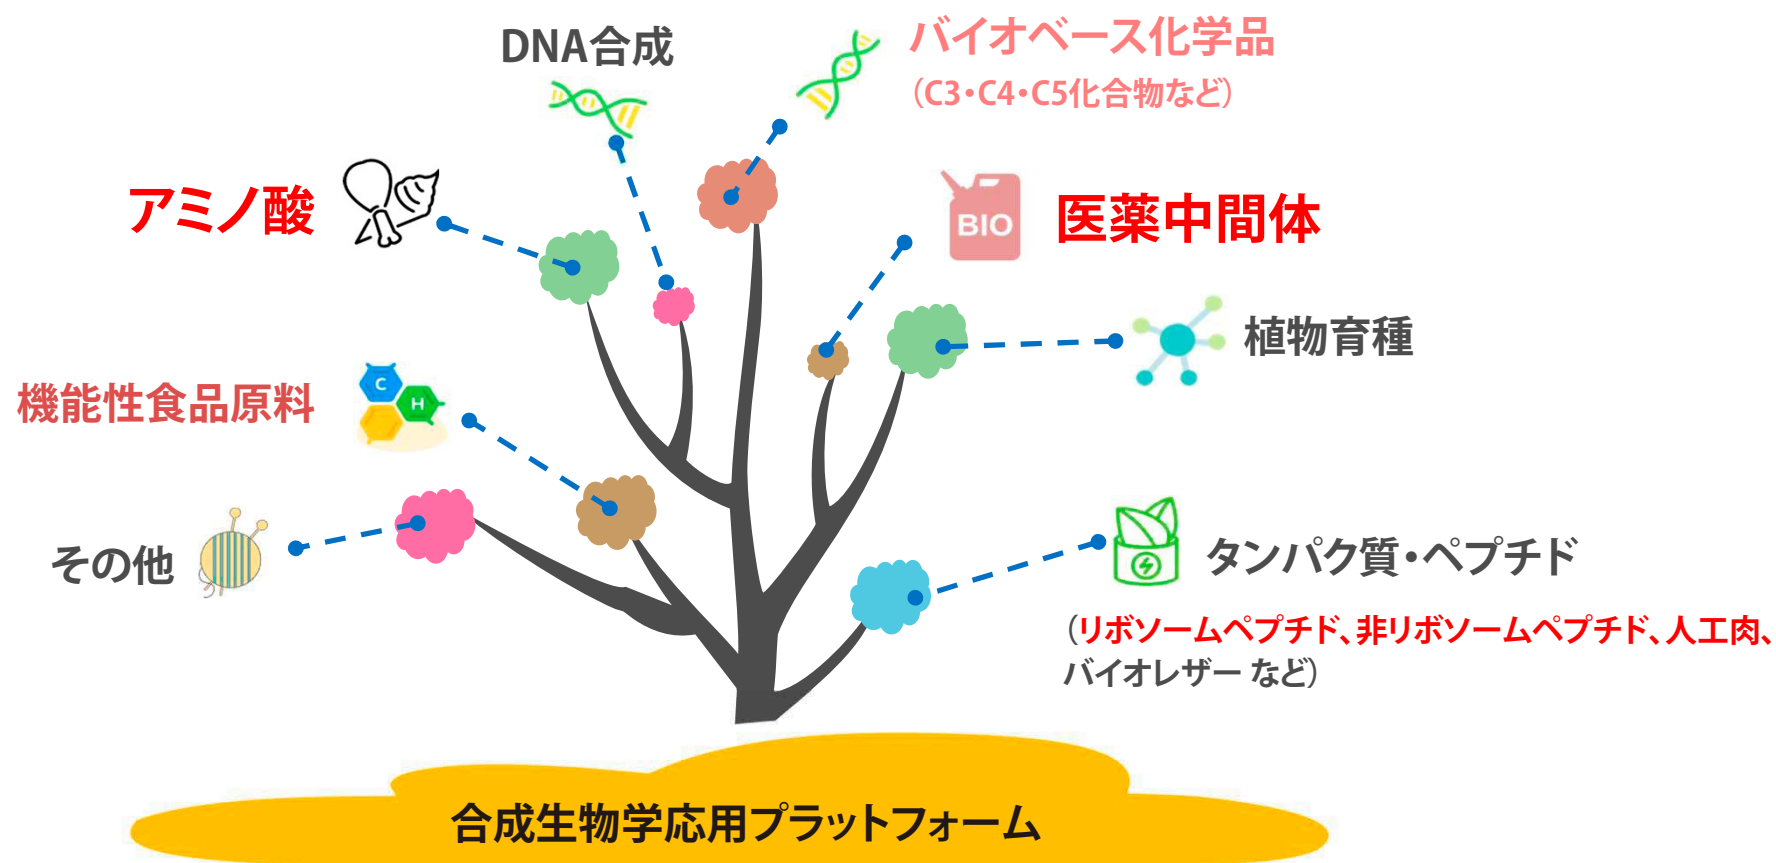 DNA合成
バイオベース化学品
（C3・C4・C5化合物など）
アミノ酸
BIO
医薬中間体
植物育種
機能性食品原料
C
H
その他
タンパク質・ペプチド
（リボソームペプチド、非リボソームペプチド、人工肉、
バイオレザー など）
合成生物学応用プラットフォーム